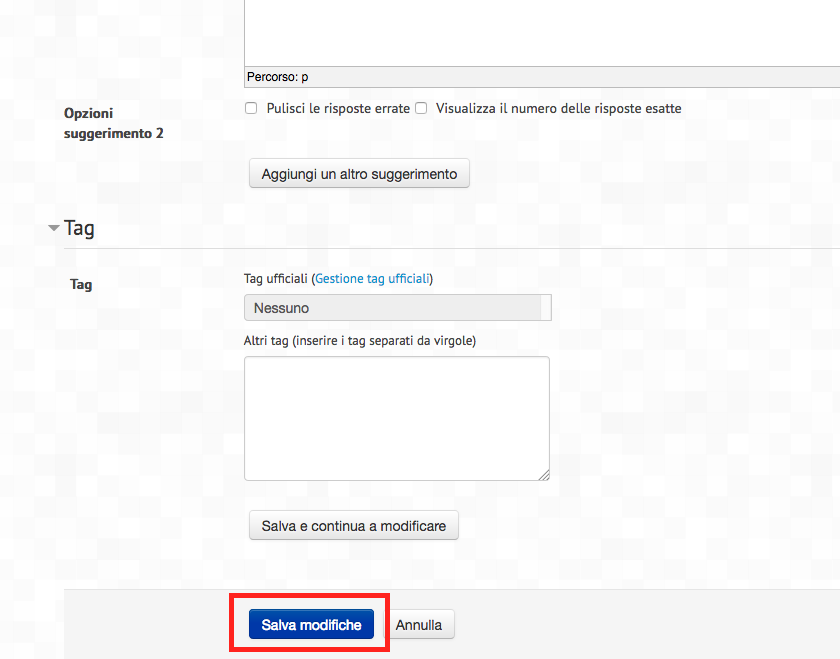 Percorso: p
Opzioni
suggerimento 2
Pulisci le risposte errate Visualizza il numero delle risposte esatte
Aggiungi un altro suggerimento
Tag
Tag
Tag ufficiali (Gestione tag ufficiali)
Nessuno
Altri tag (inserire i tag separati da virgole)
Salva e continua a modificare
Salva modifiche Annulla